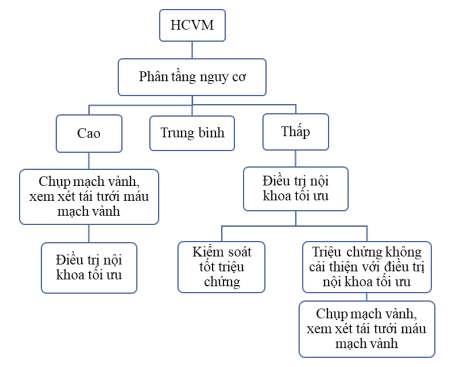 HCVM
Phân tầng nguy cơ
Cao
Trung bình
Thấp
Chụp mạch vành,
xem xét tái tưới máu
mạch vành
Điều trị nội
khoa tối ưu
Điều trị nội
khoa tối ưu
Kiểm soát
tốt triệu
chứng
Triệu chứng không
cải thiện với điều trị
nội khoa tối ưu
Chụp mạch vành,
xem xét tái tưới máu
mạch vành